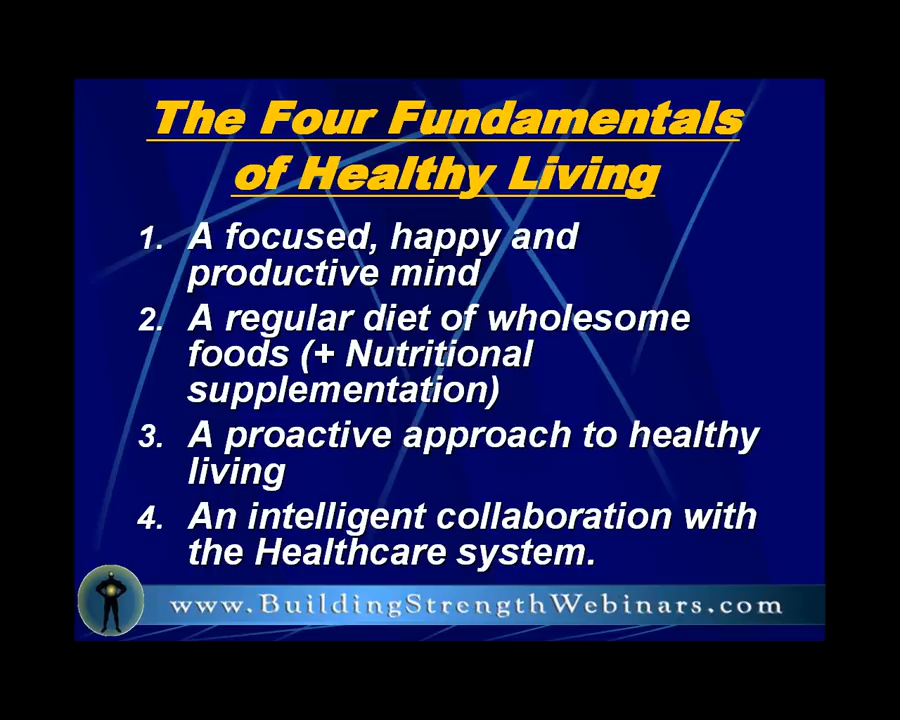 The Four Fundamentals
of Healthy Living
1. A focused, happy and
productive mind
2. A regular diet of wholesome
foods (+ Nutritional
supplementation)
3. A proactive approach to healthy
living
4. An intelligent collaboration with
the Healthcare system.
www.BuildingStrengthWebinars.com